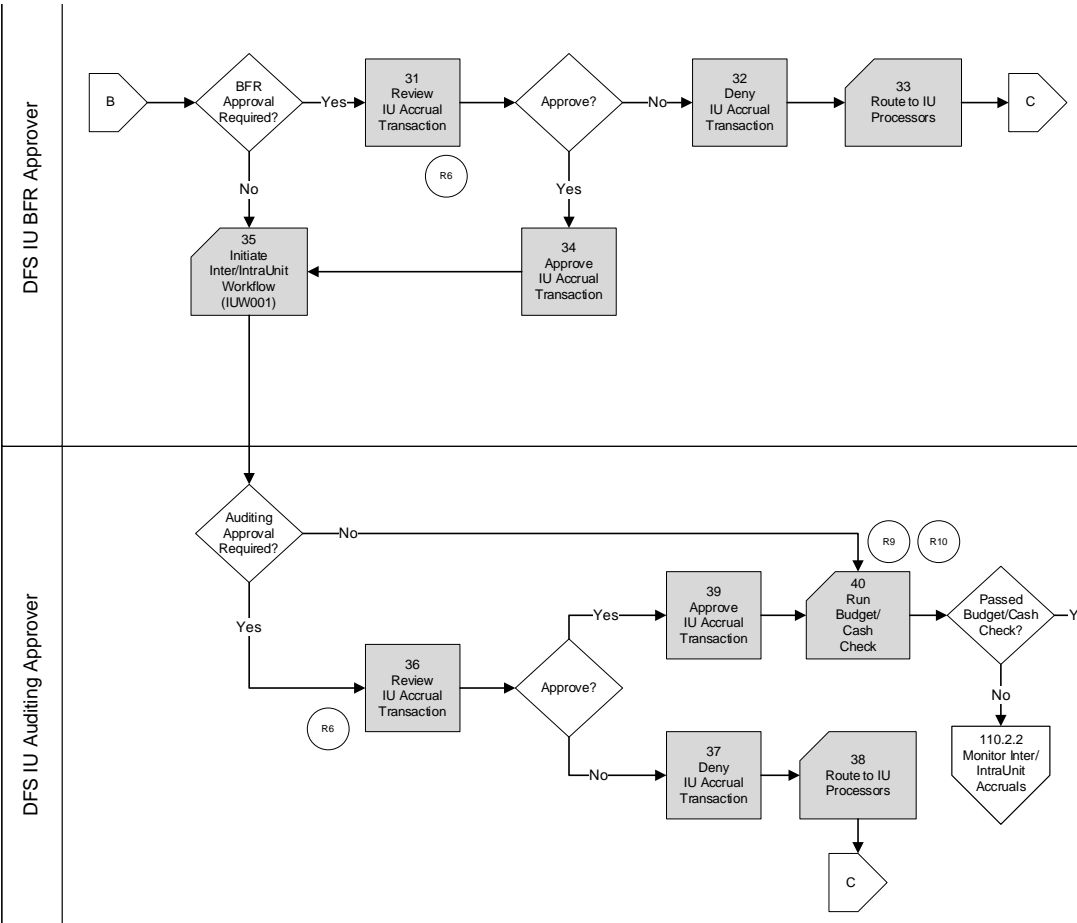 DFS IU BFR Approver
B
BFR
Approval
Required?
Yes
31
Review
IU Accrual
Transaction
R6
Approve?
No
32
Deny
IU Accrual
Transaction
33
Route to IU
Processors
C
No
Yes
35
Initiate
Inter/IntraUnit
Workflow
(IUW001)
34
Approve
IU Accrual
Transaction
DFS IU Auditing Approver
Auditing
Approval
Required?
No
R9
R10
Yes
36
Review
IU Accrual
Transaction
R6
Approve?
Yes
39
Approve
IU Accrual
Transaction
40
Run
Budget/
Cash
Check
Passed
Budget/Cash
Check?
Y
No
110.2.2
Monitor Inter/
IntraUnit
Accruals
No
37
Deny
IU Accrual
Transaction
38
Route to IU
Processors
C